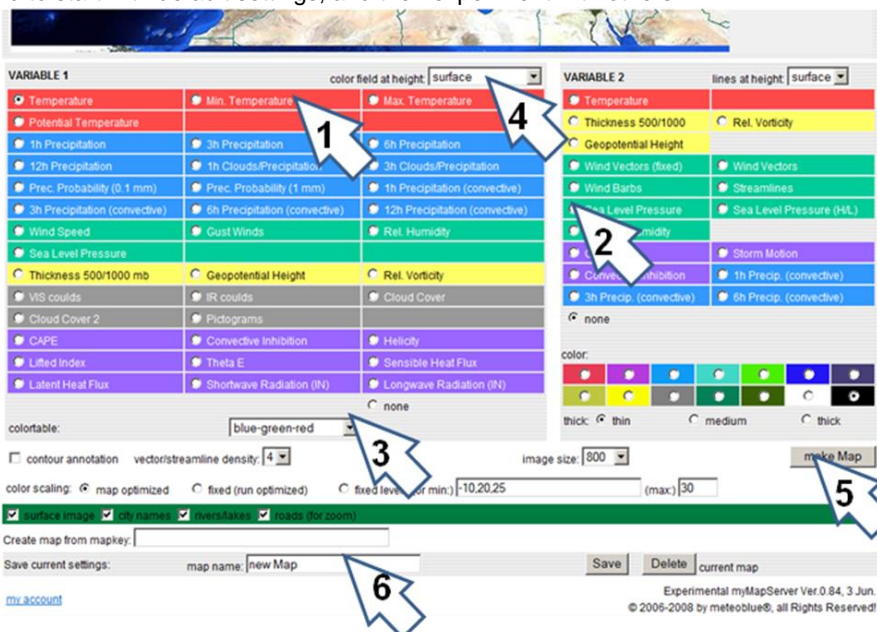 VARIABLE 1 color field at height: surface
Temperature Min. Temperature Max. Temperature
Potential Temperature
1h Precipitation 3h Precipitation 6h Precipitation
12h Precipitation 1h Clouds/Precipitation 3h Clouds/Precipitation
Prec. Probability (0.1 mm) Prec. Probability (1 mm) 1h Precipitation (convective)
3h Precipitation (convective) 6h Precipitation (convective) 12h Precipitation (convective)
Wind Speed Gust Winds Rel. Humidity
Sea Level Pressure
Thickness 500/1000 mb Geopotential Height Rel. Vorticity
VIS coulds IR coulds Cloud Cover
Cloud Cover 2 Pictograms
CAPE Convective Inhibition Helicity
Lifted Index Theta E Sensible Heat Flux
Latent Heat Flux Shortwave Radiation (IN) Longwave Radiation (IN)
none
colortable: blue-green-red
VARIABLE 2 lines at height: surface
Temperature
Thickness 500/1000 Rel. Vorticity
Geopotential Height
Wind Vectors (fixed) Wind Vectors
Wind Barbs Streamlines
Sea Level Pressure Sea Level Pressure (H/L)
Storm Motion
1h Precip. (convective)
3h Precip. (convective) 6h Precip. (convective)
none
color:
thick: thin medium thick
1
2
3
4
5
6
contour annotation vector/streamline density: 4 image size: 800 make Map
color scaling: map optimized fixed (run optimized) fixed min.) -10,20,25 (max:) 30
surface image city names rivers/lakes roads (for zoom)
Create map from mapkey:
Save current settings: map name: new Map Save Delete current map
my account
Experimental myMapServer Ver.0.84, 3 Jun.
© 2006-2008 by meteoblue®, all Rights Reserved!